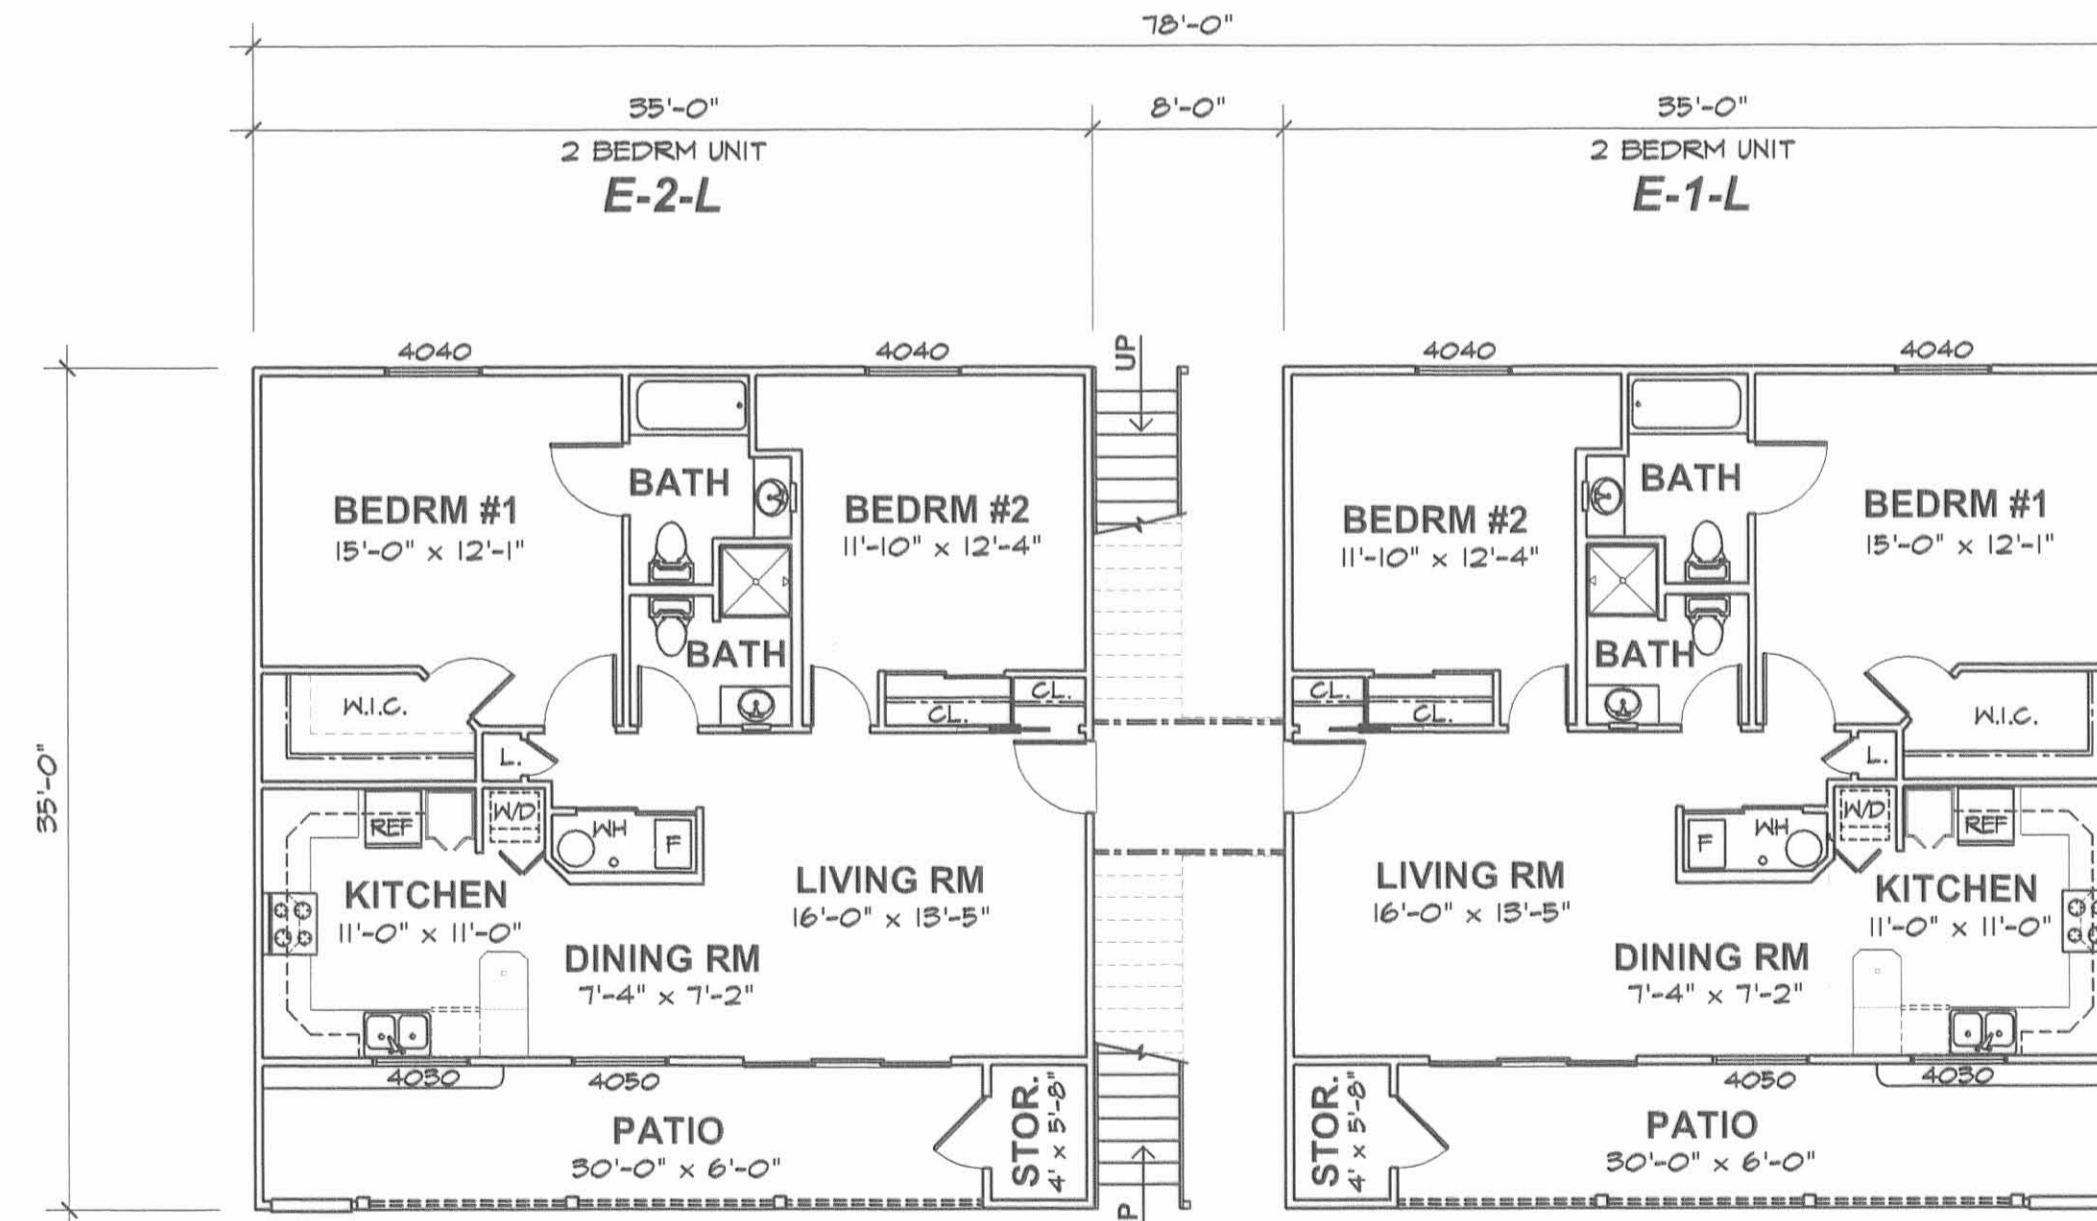 78'-0"
35'-0"
8'-0"
35'-0"
2 BEDRM UNIT
E-2-L
2 BEDRM UNIT
E-1-L
4040
4040
UP
4040
4040
35'-0"
BEDRM #1
15'-0" x 12'-1"
BATH
BEDRM #2
11'-10" x 12'-4"
BATH
W.I.C.
CL.
CL.
L.
REF
W/D
WH
F
KITCHEN
11'-0" x 11'-0"
LIVING RM
16'-0" x 13'-5"
DINING RM
7'-4" x 7'-2"
4030
4050
PATIO
30'-0" x 6'-0"
STOR.
4' x 5'-8"
P
BEDRM #2
11'-10" x 12'-4"
BATH
BEDRM #1
15'-0" x 12'-1"
BATH
CL.
CL.
W.I.C.
L.
F
WH
W/D
REF
LIVING RM
16'-0" x 13'-5"
KITCHEN
11'-0" x 11'-0"
DINING RM
7'-4" x 7'-2"
4050
4030
STOR.
4' x 5'-8"
PATIO
30'-0" x 6'-0"